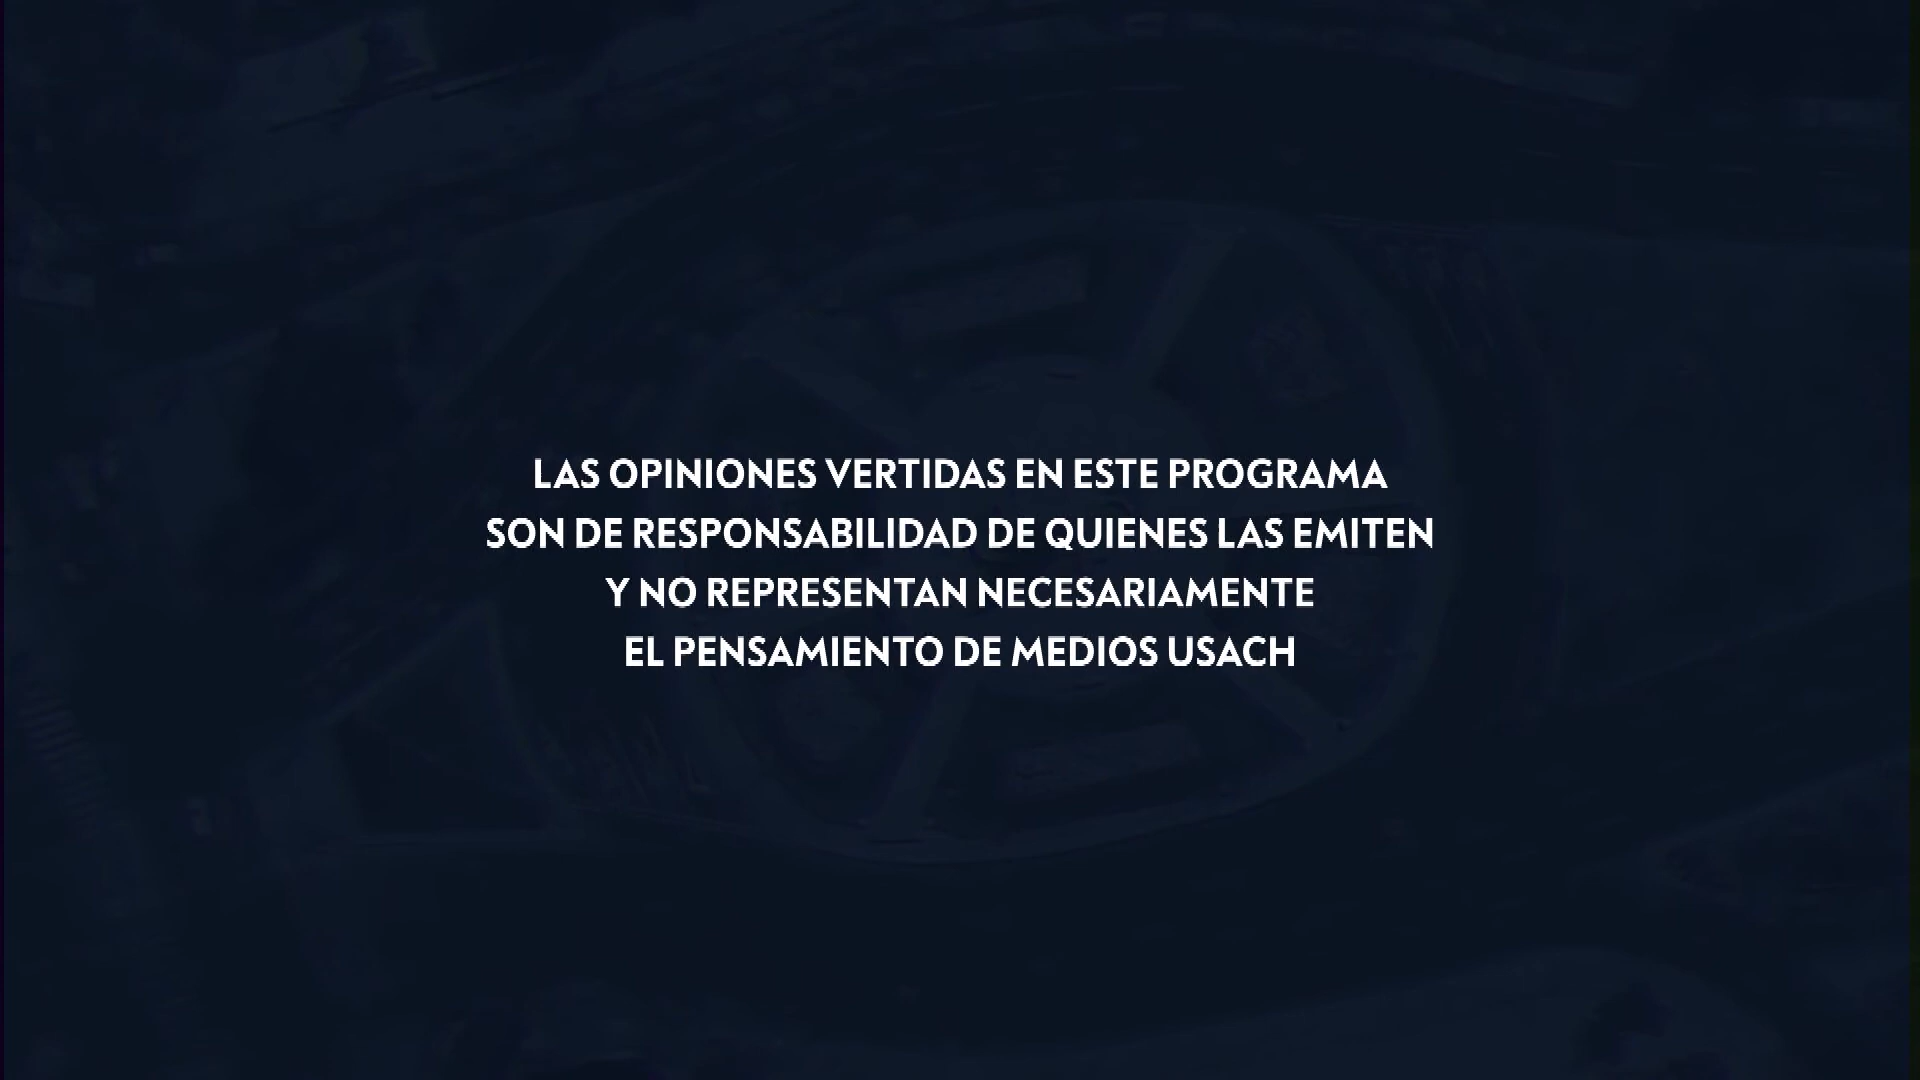 LAS OPINIONES VERTIDAS EN ESTE PROGRAMA
SON DE RESPONSABILIDAD DE QUIENES LAS EMITEN
Y NO REPRESENTAN NECESARIAMENTE
EL PENSAMIENTO DE MEDIOS USACH